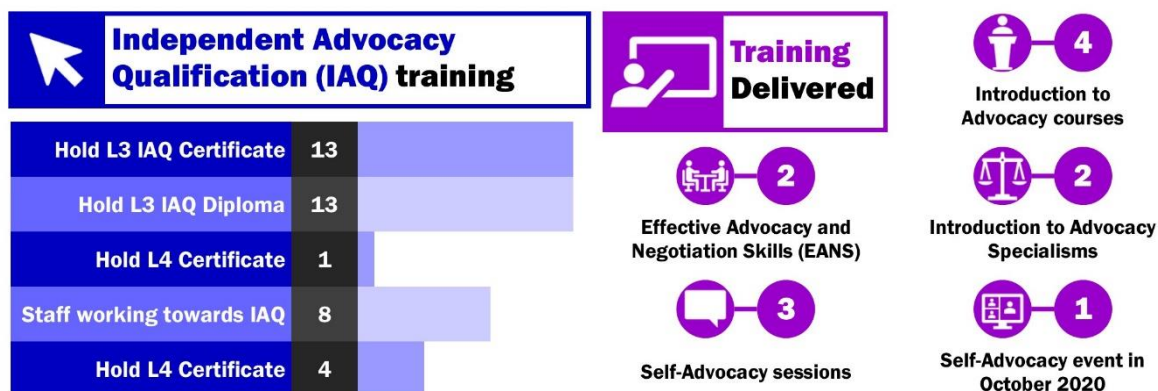 Independent Advocacy
Qualification (IAQ) training
Hold L3 IAQ Certificate 13
Hold L3 IAQ Diploma 13
Hold L4 Certificate 1
Staff working towards IAQ 8
Hold L4 Certificate 4
Training
Delivered
2
Effective Advocacy and
Negotiation Skills (EANS)
3
Self-Advocacy sessions
4
Introduction to
Advocacy courses
2
Introduction to Advocacy
Specialisms
1
Self-Advocacy event in
October 2020